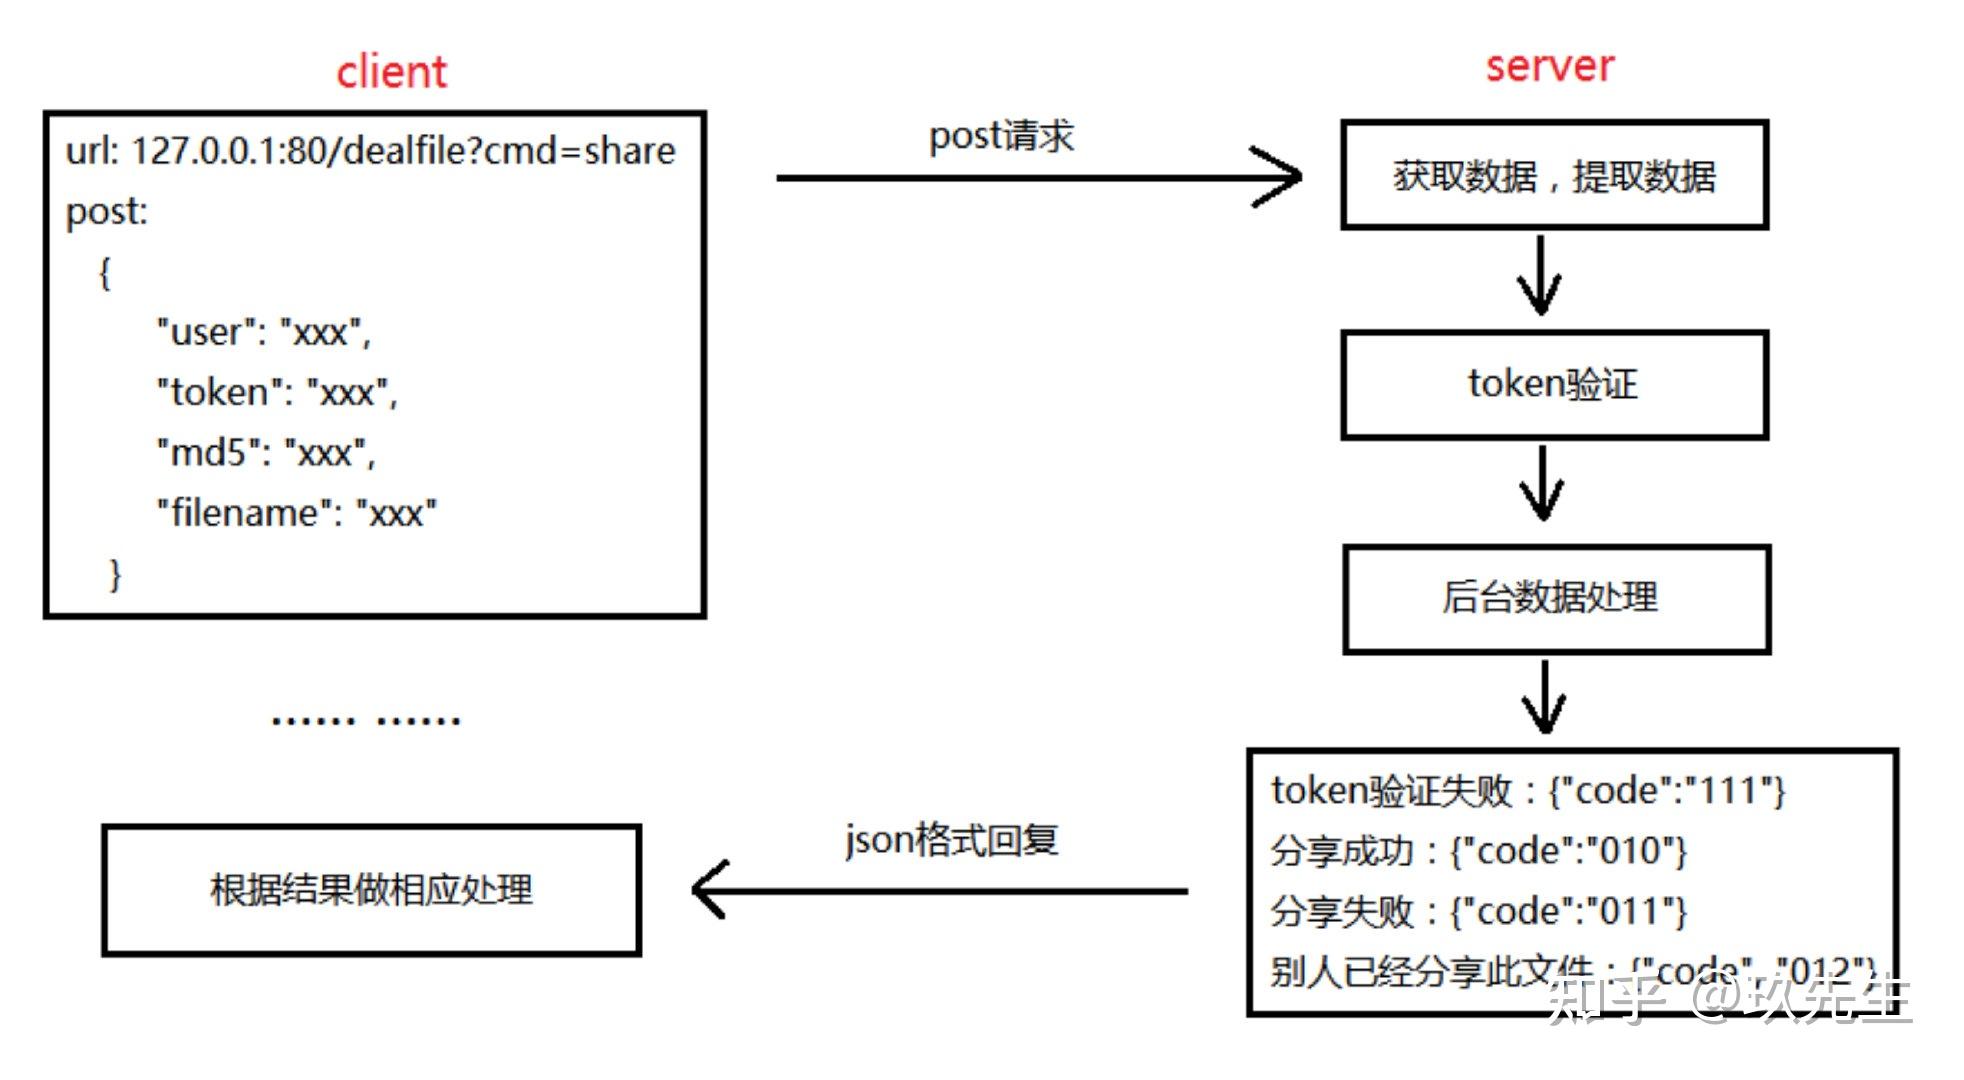 client
url: 127.0.0.1:80/dealfile?cmd=share
post:
{
"user": "xxx",
"token": "xxx",
"md5": "xxx",
"filename": "xxx"
}
post请求
server
获取数据，提取数据
token验证
后台数据处理
token验证失败：{"code":"111"}
分享成功：{"code":"010"}
分享失败：{"code":"011"}
别人已经分享此文件：{"code", "012"}
json格式回复
...... ......
根据结果做相应处理
知乎 @玖先生